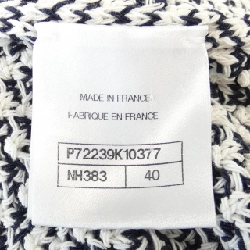 MADE IN FRANCE
FABRIQUE EN FRANCE
P72239K10377
NH383 40